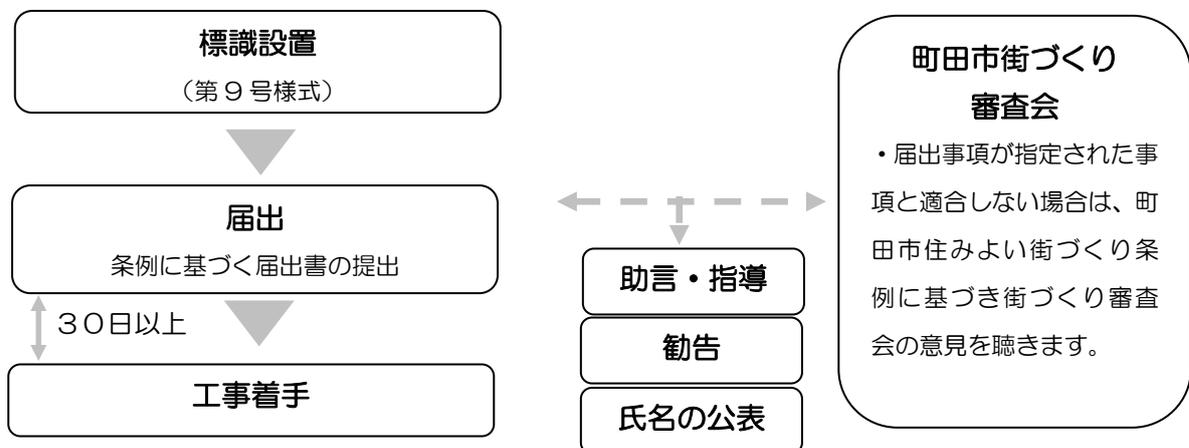 標識設置
（第９号様式）
届出
条例に基づく届出書の提出
３０日以上
工事着手
助言・指導
勧告
氏名の公表
町田市街づくり
審査会
・届出事項が指定された事
項と適合しない場合は、町
田市住みよい街づくり条
例に基づき街づくり審査
会の意見を聴きます。